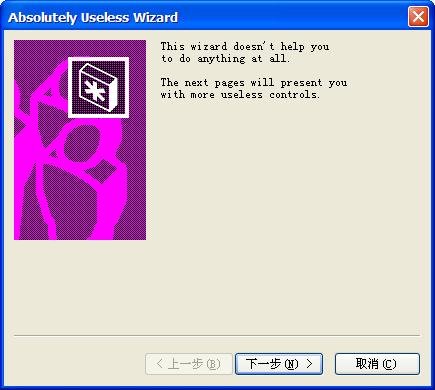 Absolutely Useless Wizard
This wizard doesn't help you
to do anything at all.
The next pages will present you
with more useless controls.
< 上一步(B)
下一步(N) >
取消(C)